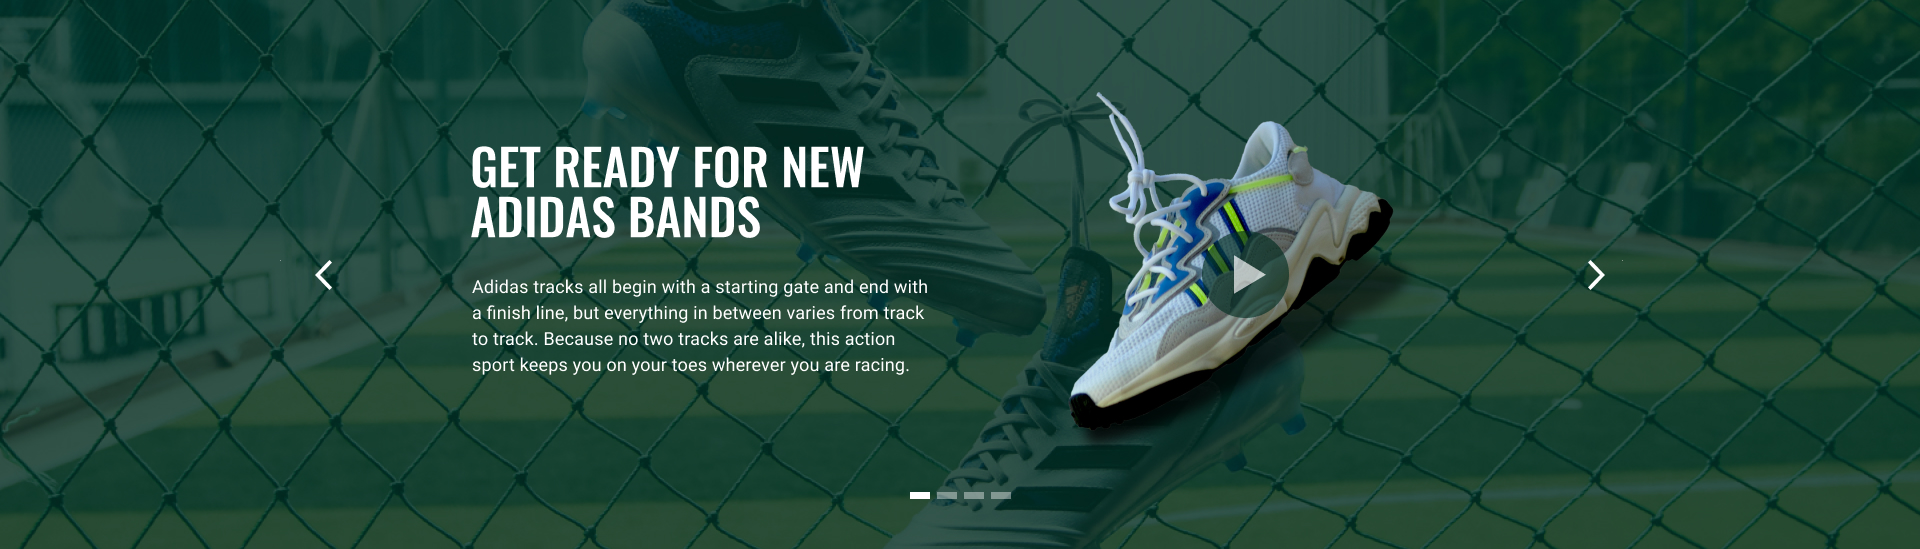 GET READY FOR NEW
ADIDAS BANDS
Adidas tracks all begin with a starting gate and end with
a finish line, but everything in between varies from track
to track. Because no two tracks are alike, this action
sport keeps you on your toes wherever you are racing.